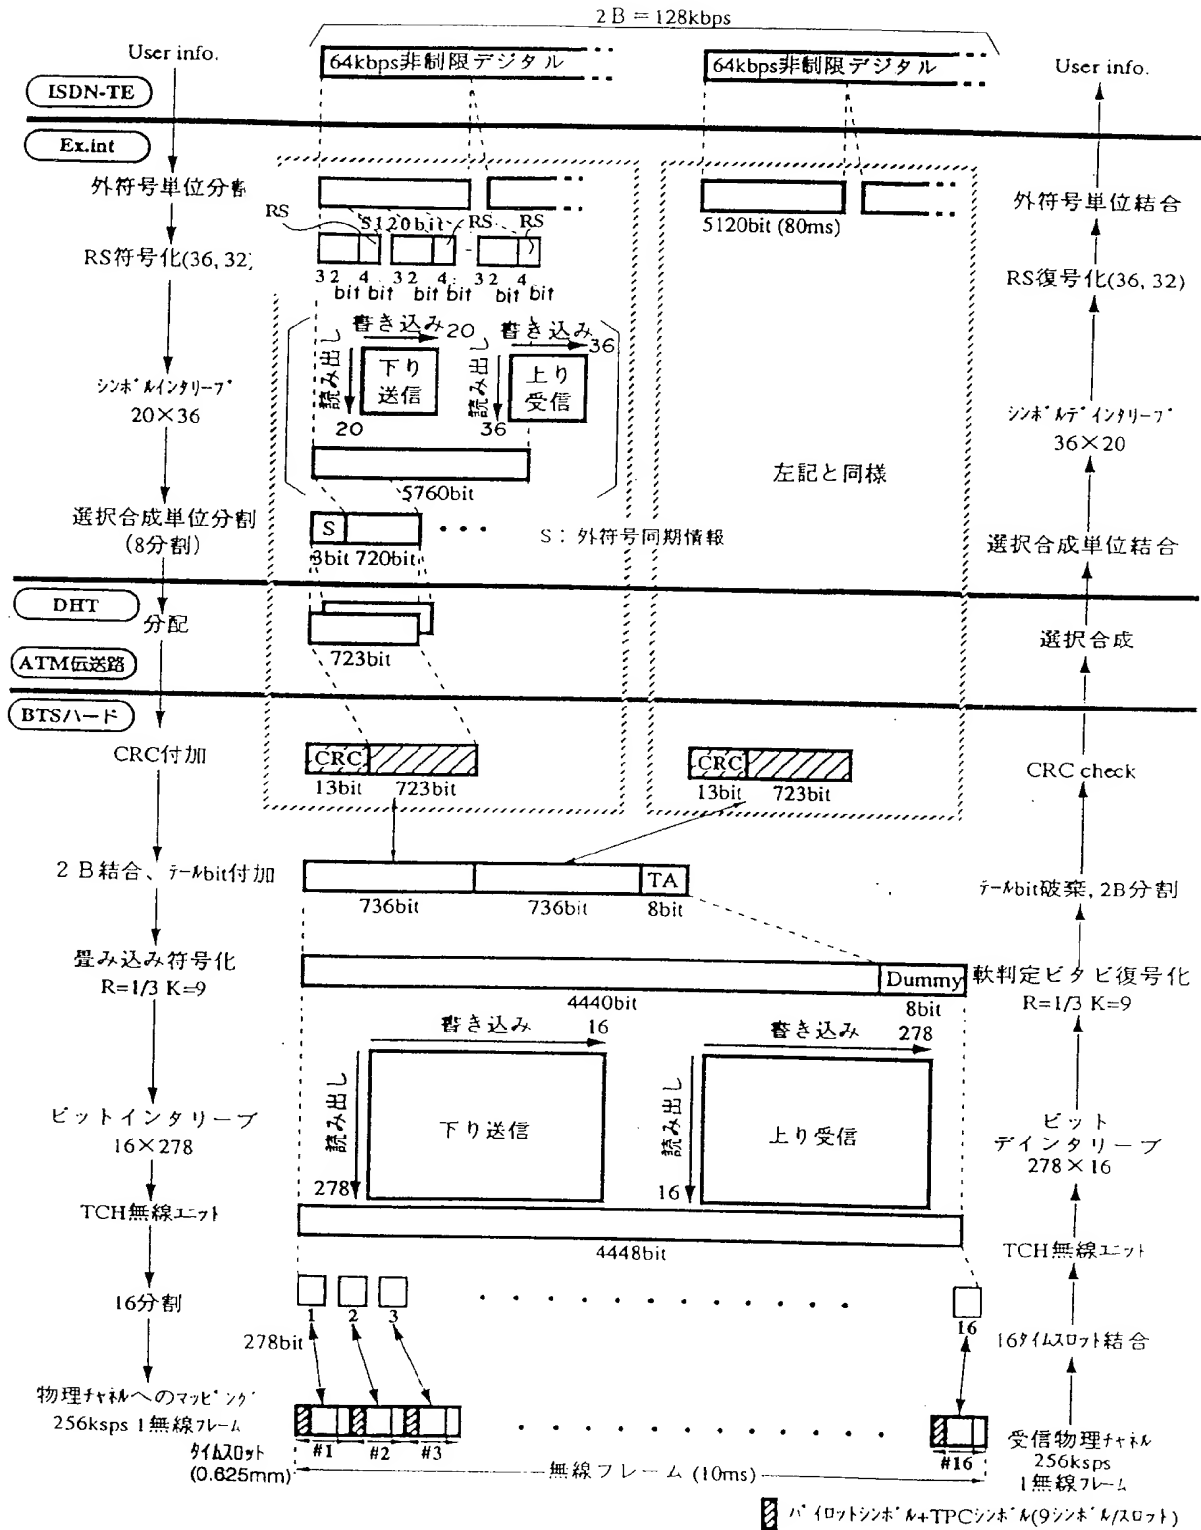 2B=128kbps
User info.
64kbps非制限デジタル
64kbps非制限デジタル
User info.
ISDN-TE
Ex.int
外符号単位分割
5120bit
5120bit (80ms)
外符号単位結合
RS
RS
RS
RS符号化(36, 32)
32 4 32 4 32 4
bit bit bit bit bit bit
RS復号化(36, 32)
書き込み 20
読み出し
下り
送信
20
書き込み 36
読み出し
上り
受信
36
シンボルインタリーブ
20×36
シンボルデインタリーブ
36×20
5760bit
左記と同様
選択合成単位分割
(8分割)
S
3bit 720bit
S: 外符号同期情報
選択合成単位結合
DHT
分配
723bit
選択合成
ATM伝送路
BTSハード
CRC付加
CRC
13bit 723bit
CRC
13bit 723bit
CRC check
2B結合、テールbit付加
TA
736bit 736bit 8bit
テールbit破棄, 2B分割
畳み込み符号化
R=1/3 K=9
Dummy
4440bit 8bit
軟判定ビタビ復号化
R=1/3 K=9
書き込み 16
読み出し
下り送信
278
書き込み 278
読み出し
上り受信
16
ビットインタリーブ
16×278
ビット
デインタリーブ
278×16
TCH無線ユニット
4448bit
TCH無線ユニット
16分割
1 2 3 16
278bit
16タイムスロット結合
物理チャネルへのマッピング
256ksps 1無線フレーム
タイムスロット
(0.625mm)
#1 #2 #3 #16
無線フレーム (10ms)
受信物理チャネル
256ksps
1無線フレーム
パイロットシンボル+TPCシンボル(9シンボル/スロット)